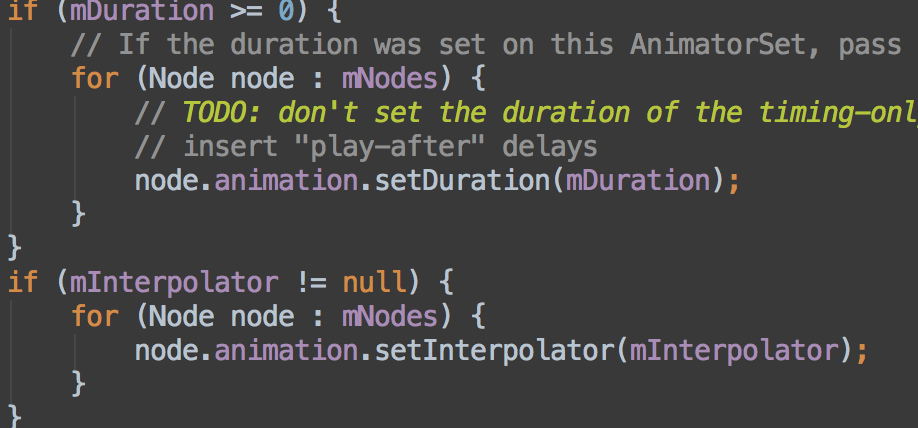 if (mDuration >= 0) {
// If the duration was set on this AnimatorSet, pass
for (Node node : mNodes) {
// TODO: don't set the duration of the timing-onl
// insert "play-after" delays
node.animation.setDuration(mDuration);
}
}
if (mInterpolator != null) {
for (Node node : mNodes) {
node.animation.setInterpolator(mInterpolator);
}
}